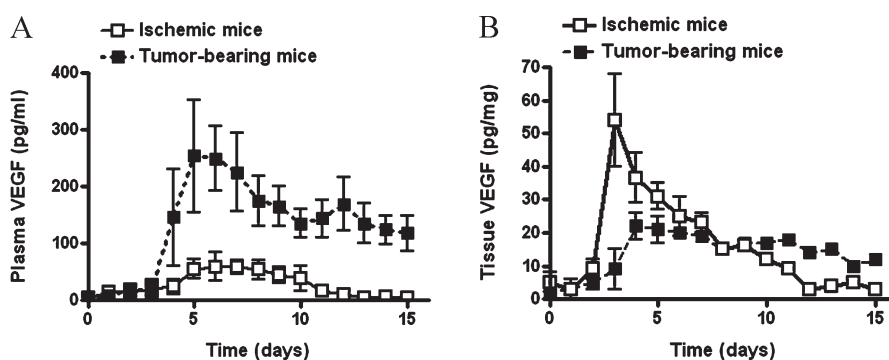 A
Ischemic mice
Tumor-bearing mice
Plasma VEGF (pg/ml)
400
300
200
100
0
0 5 10 15
Time (days)
B
Ischemic mice
Tumor-bearing mice
Tissue VEGF (pg/mg)
70
60
50
40
30
20
10
0
0 5 10 15
Time (days)